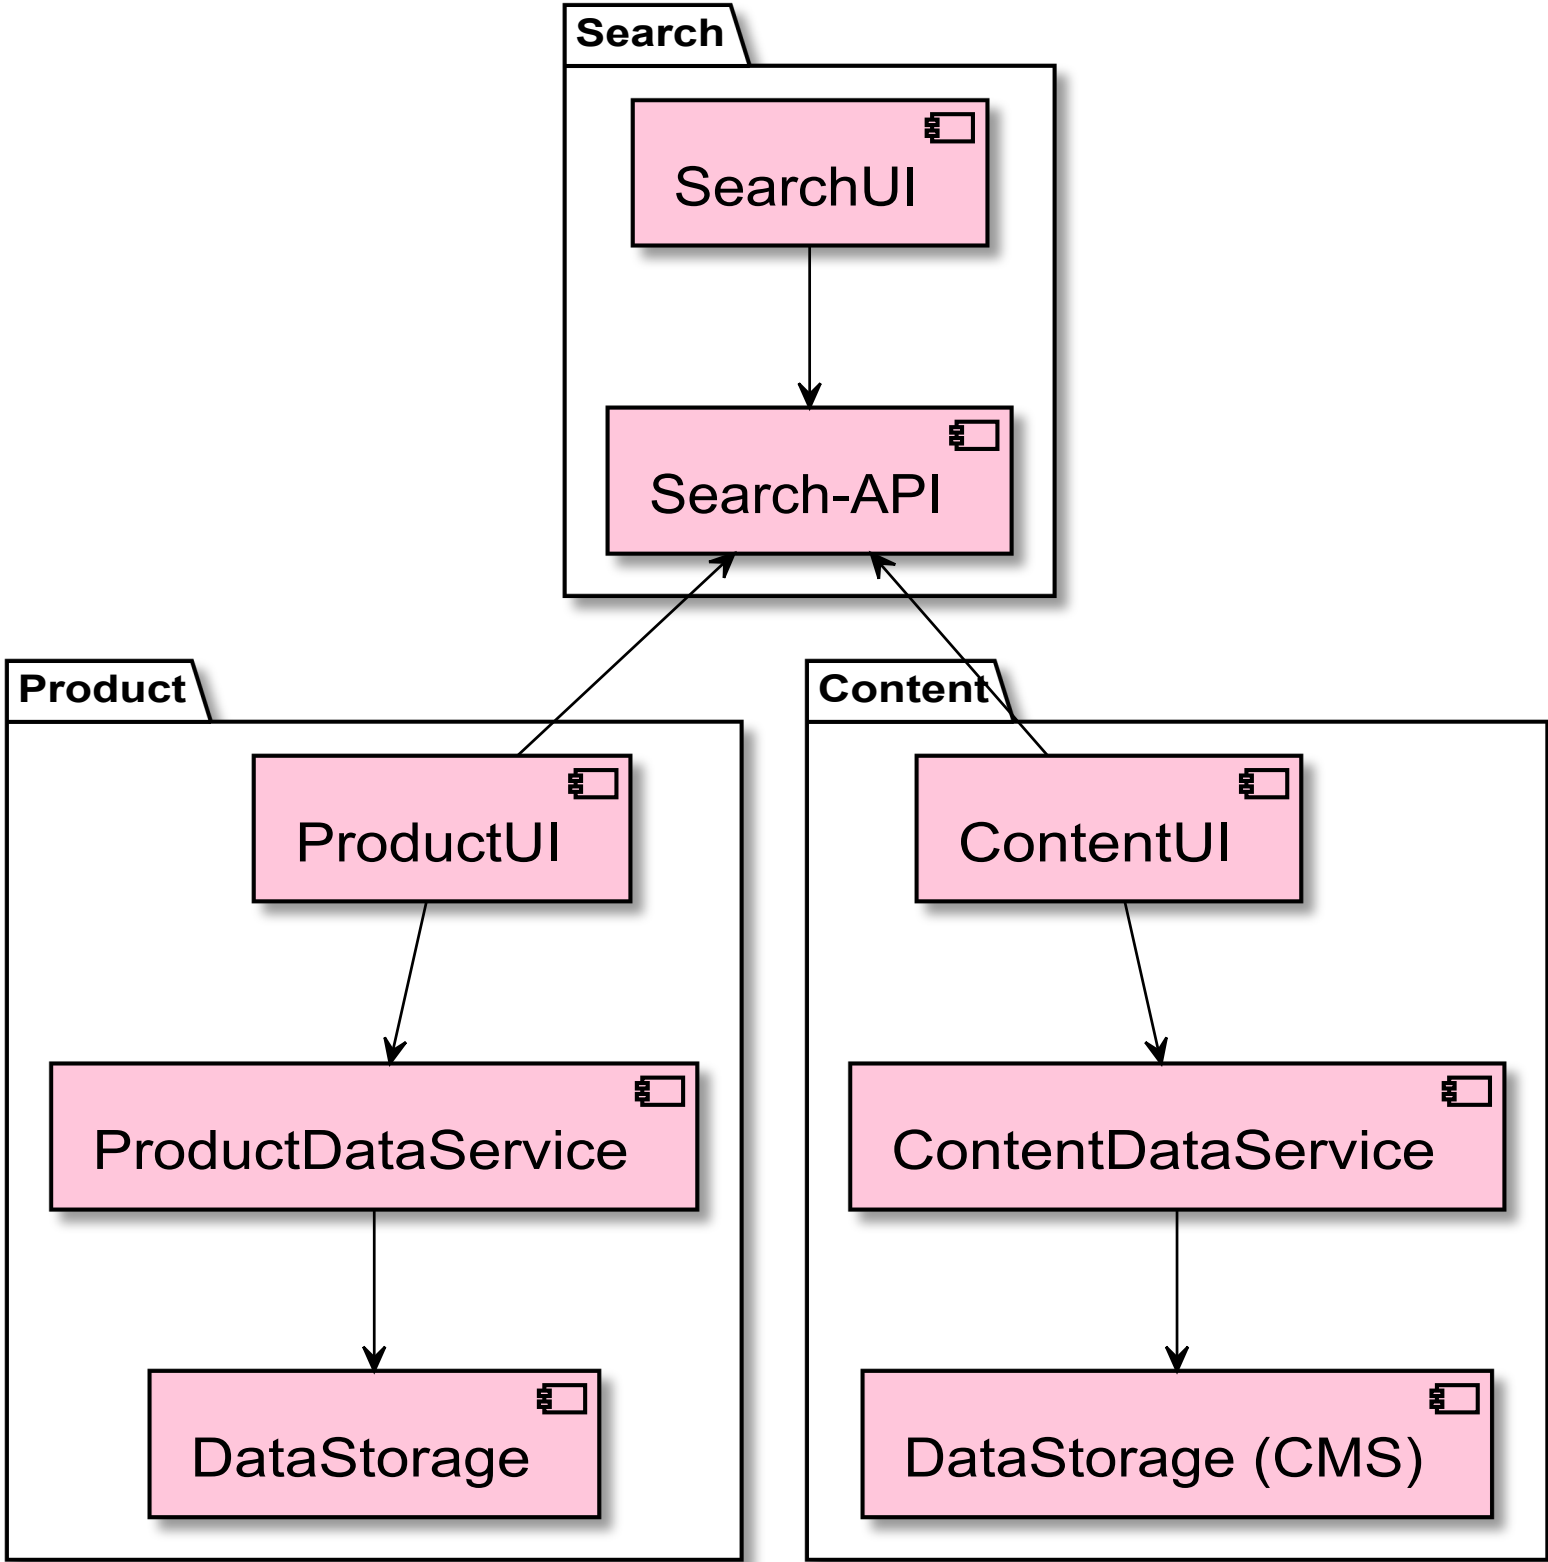 Search
SearchUI
Search-API
Product
Content
ProductUI
ContentUI
ProductDataService
ContentDataService
DataStorage
DataStorage (CMS)